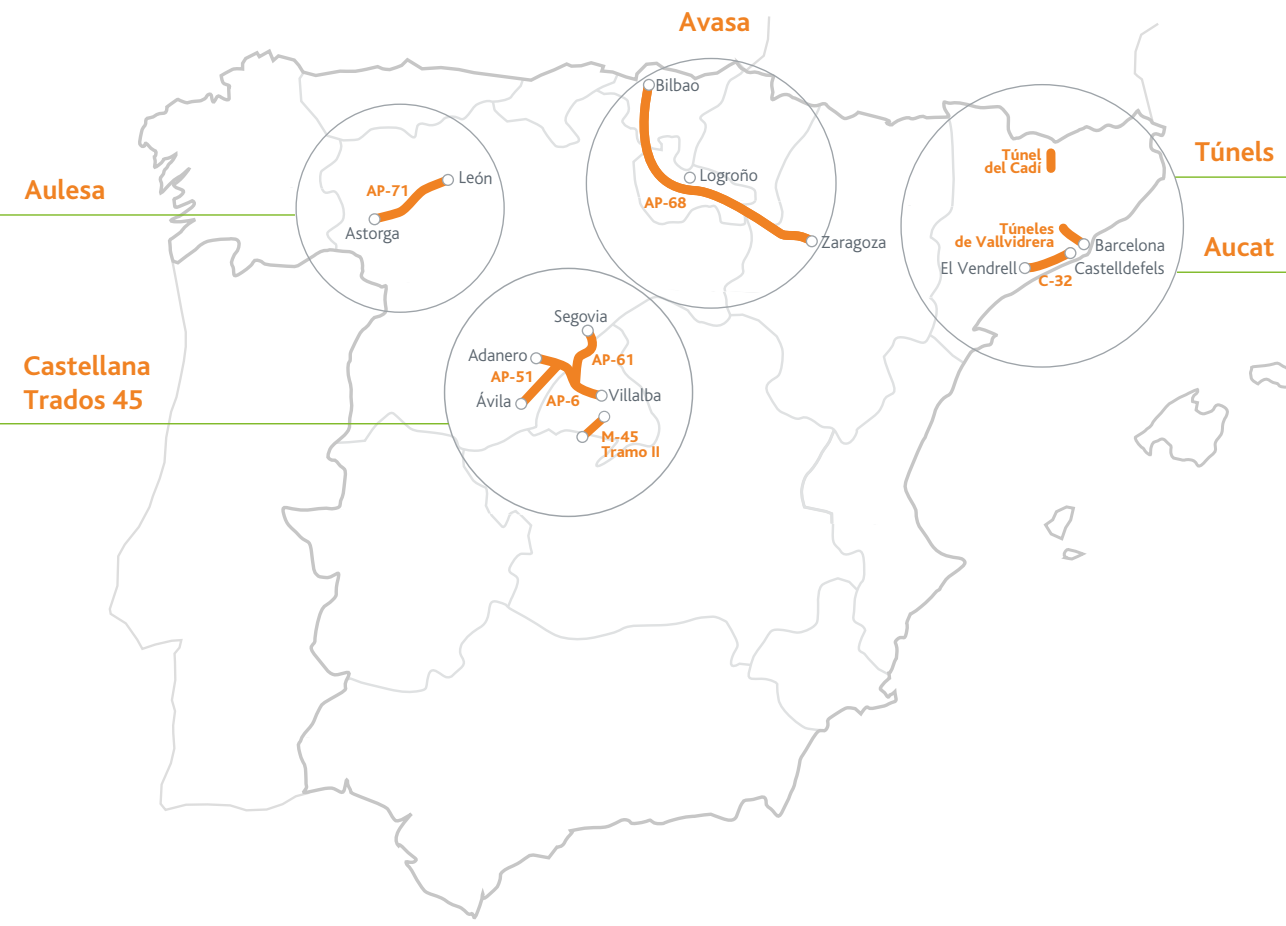 Avasa
Bilbao
Logroño
AP-68
Zaragoza
Túnels
Túnel
del Cadí
Aucat
Túneles
de Vallvidrera
Barcelona
El Vendrell
Castelldefels
C-32
Aulesa
León
AP-71
Astorga
Castellana
Trados 45
Segovia
Adanero
AP-61
AP-51
Ávila
AP-6
Villalba
M-45
Tramo II